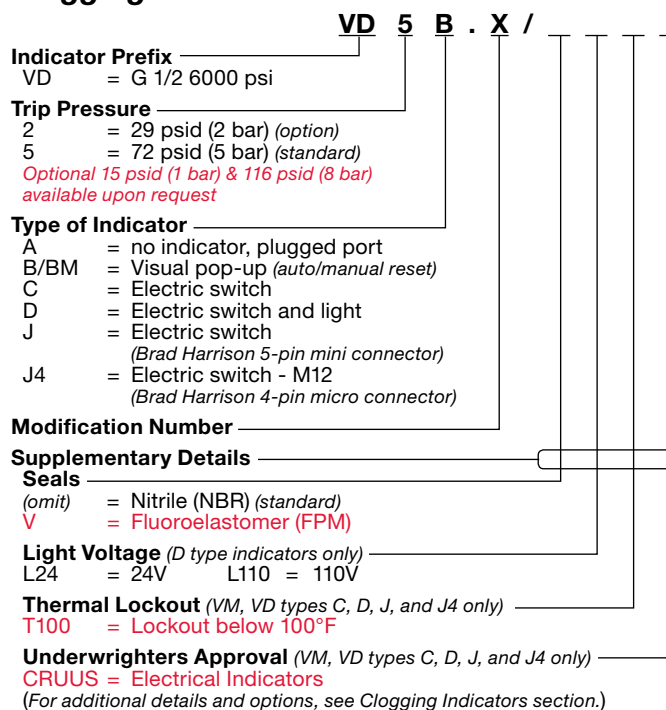 VD 5 B . X /
Indicator Prefix
VD = G 1/2 6000 psi
Trip Pressure
2 = 29 psid (2 bar) (option)
5 = 72 psid (5 bar) (standard)
Optional 15 psid (1 bar) & 116 psid (8 bar)
available upon request
Type of Indicator
A = no indicator, plugged port
B/BM = Visual pop-up (auto/manual reset)
C = Electric switch
D = Electric switch and light
J = Electric switch
(Brad Harrison 5-pin mini connector)
J4 = Electric switch - M12
(Brad Harrison 4-pin micro connector)
Modification Number
Supplementary Details
Seals
(omit) = Nitrile (NBR) (standard)
V = Fluoroelastomer (FPM)
Light Voltage (D type indicators only)
L24 = 24V L110 = 110V
Thermal Lockout (VM, VD types C, D, J, and J4 only)
T100 = Lockout below 100°F
Underwrighters Approval (VM, VD types C, D, J, and J4 only)
CRUUS = Electrical Indicators
(For additional details and options, see Clogging Indicators section.)